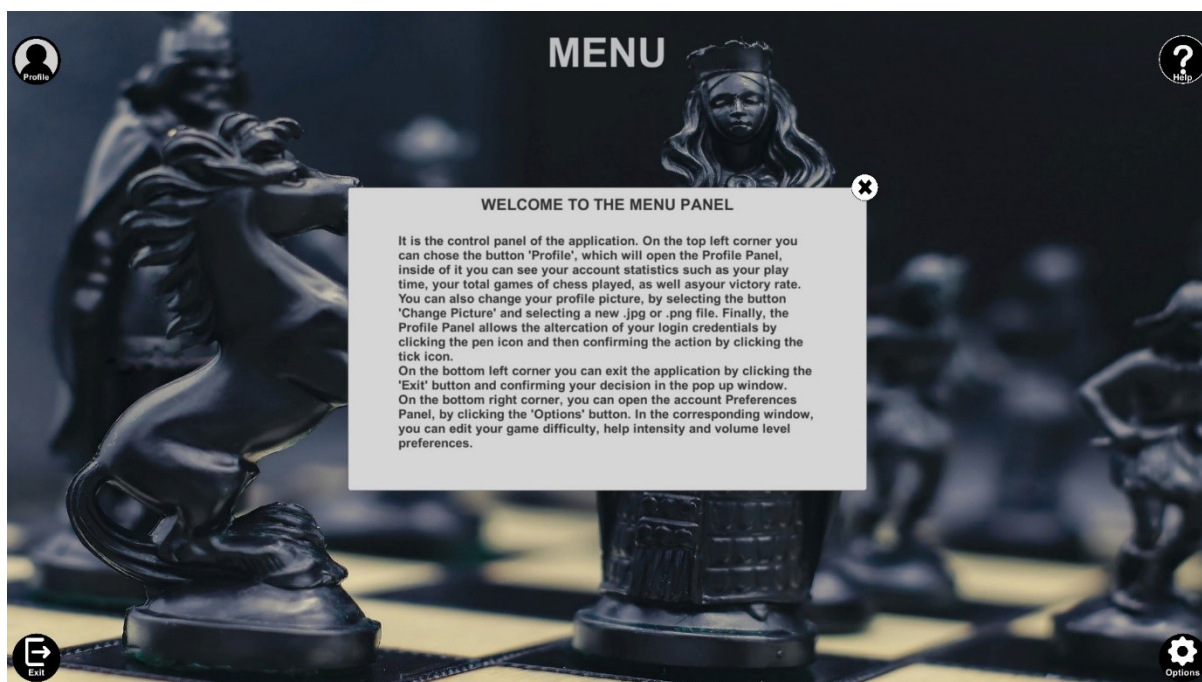 MENU
Profile
Help
WELCOME TO THE MENU PANEL
It is the control panel of the application. On the top left corner you
can chose the button 'Profile', which will open the Profile Panel,
inside of it you can see your account statistics such as your play
time, your total games of chess played, as well asyour victory rate.
You can also change your profile picture, by selecting the button
'Change Picture' and selecting a new .jpg or .png file. Finally, the
Profile Panel allows the altercation of your login credentials by
clicking the pen icon and then confirming the action by clicking the
tick icon.
On the bottom left corner you can exit the application by clicking the
'Exit' button and confirming your decision in the pop up window.
On the bottom right corner, you can open the account Preferences
Panel, by clicking the 'Options' button. In the corresponding window,
you can edit your game difficulty, help intensity and volume level
preferences.
Exit
Options